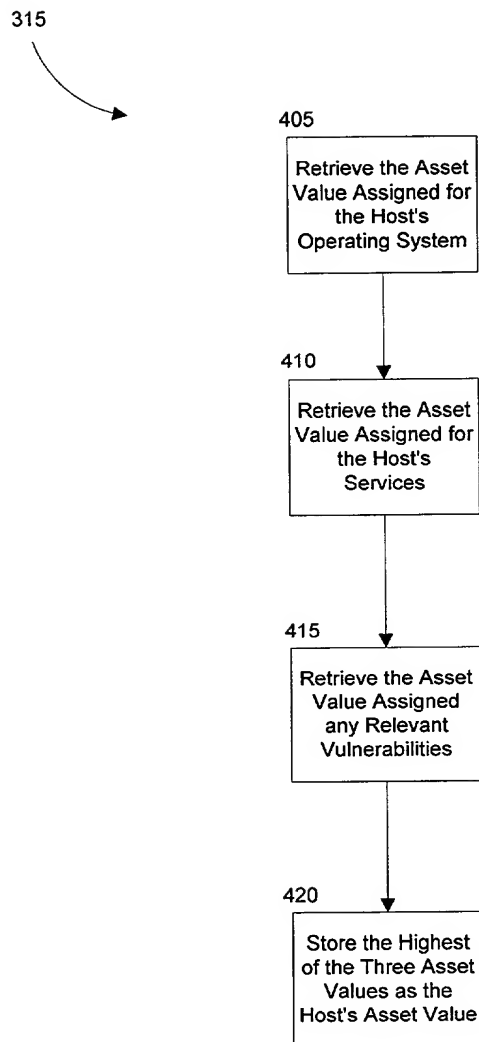 315
405
Retrieve the Asset
Value Assigned for
the Host's
Operating System
410
Retrieve the Asset
Value Assigned for
the Host's
Services
415
Retrieve the Asset
Value Assigned
any Relevant
Vulnerabilities
420
Store the Highest
of the Three Asset
Values as the
Host's Asset Value